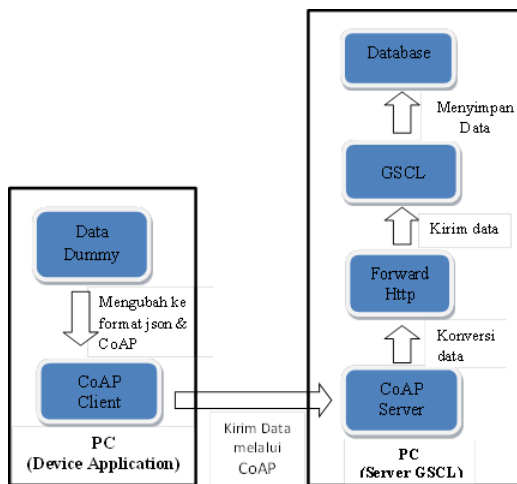 Database
Menyimpan
Data
GSCL
Kirim data
Forward
Http
Konversi
data
CoAP
Server
PC
(Server GSCL)
Data
Dummy
Mengubah ke
format json &
CoAP
CoAP
Client
PC
(Device Application)
Kirim Data
melalui
CoAP